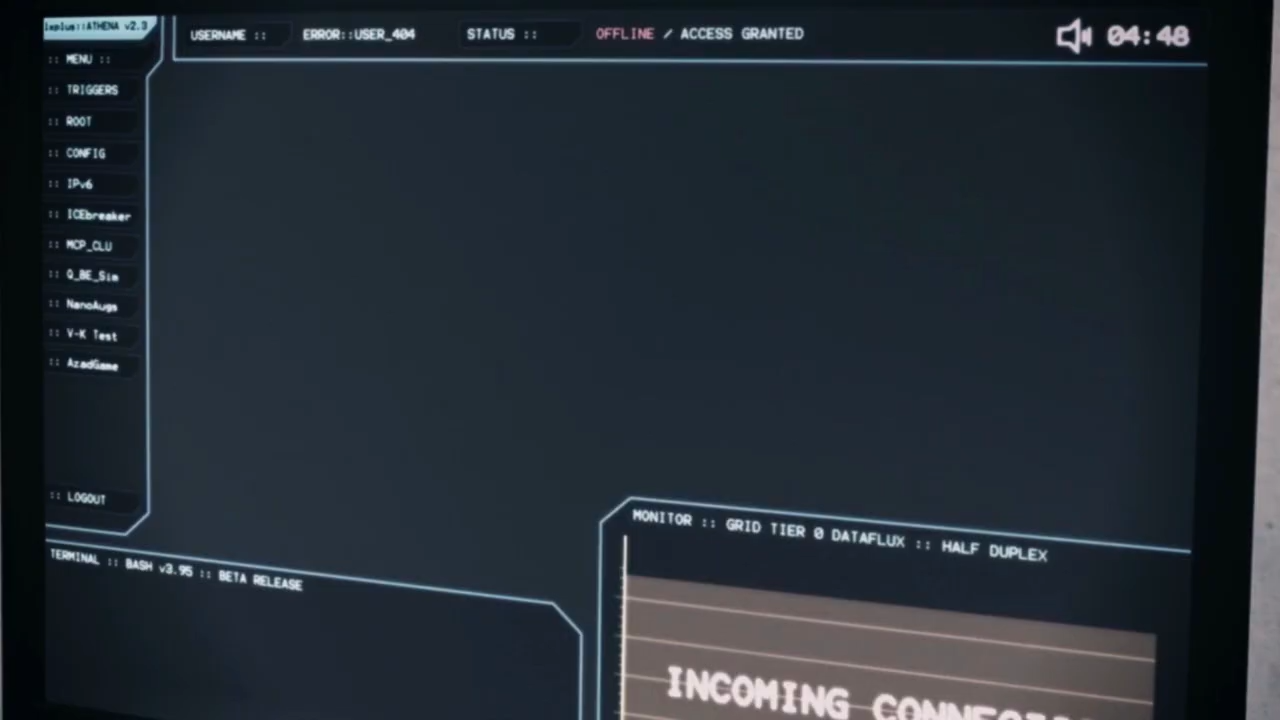 ixplus::ATHENA v2.3
USERNAME :: ERROR::USER_404 STATUS :: OFFLINE / ACCESS GRANTED 04:48
:: MENU ::
:: TRIGGERS
:: ROOT
:: CONFIG
:: IPv6
:: ICEbreaker
:: MCP_CLU
:: Q_BE_Sim
:: NanoAugs
:: V-K Test
:: AzadGame
:: LOGOUT
TERMINAL :: BASH v3.95 :: BETA RELEASE
MONITOR :: GRID TIER 0 DATAFLUX :: HALF DUPLEX
INCOMING